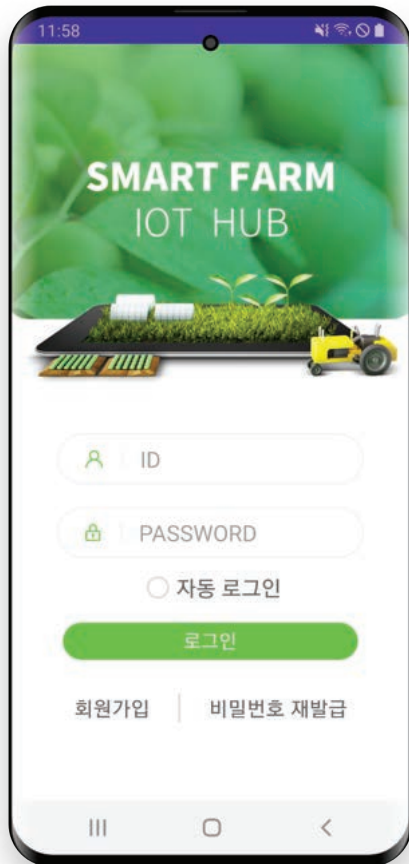 11:58
SMART FARM
IOT HUB
ID
PASSWORD
자동 로그인
로그인
회원가입
비밀번호 재발급